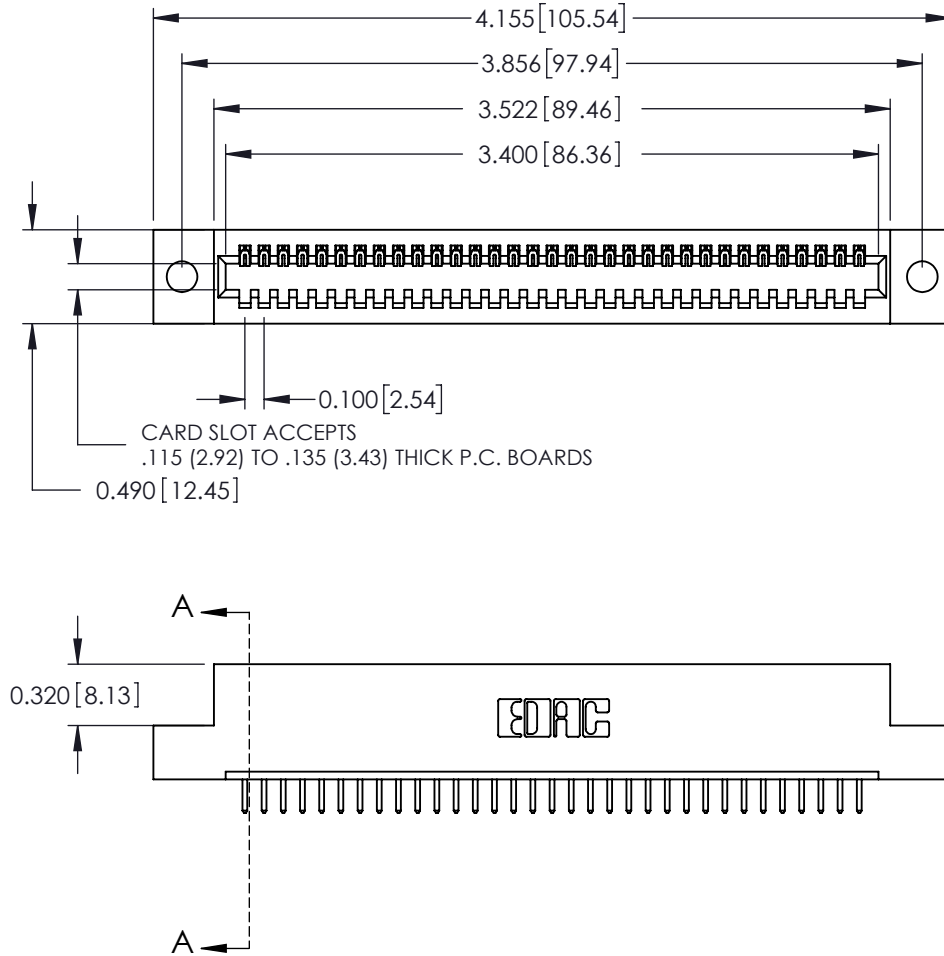 4.155[105.54]
3.856[97.94]
3.522[89.46]
3.400[86.36]
0.100[2.54]
CARD SLOT ACCEPTS
.115 (2.92) TO .135 (3.43) THICK P.C. BOARDS
0.490[12.45]
A
0.320[8.13]
EDAC
A